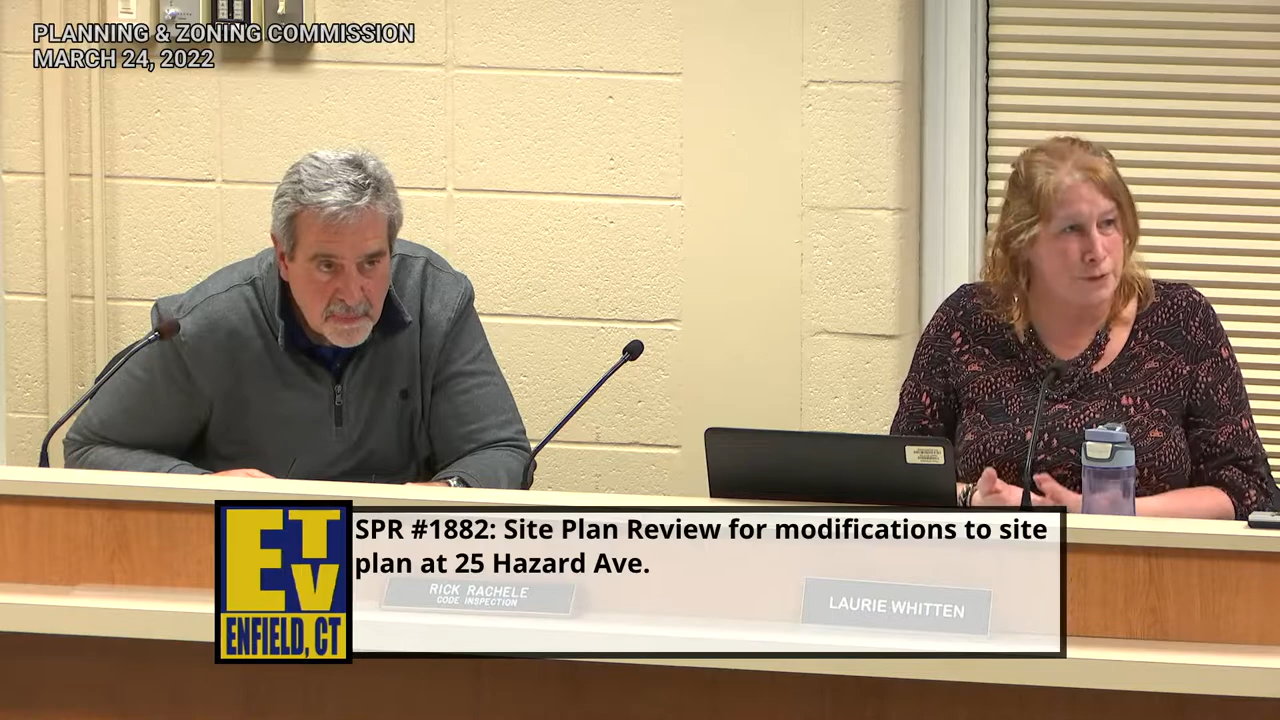 PLANNING & ZONING COMMISSION
MARCH 24, 2022
SPR #1882: Site Plan Review for modifications to site
plan at 25 Hazard Ave.
ETV
ENFIELD, CT
RICK RACHELE
CODE INSPECTION
LAURIE WHITTEN